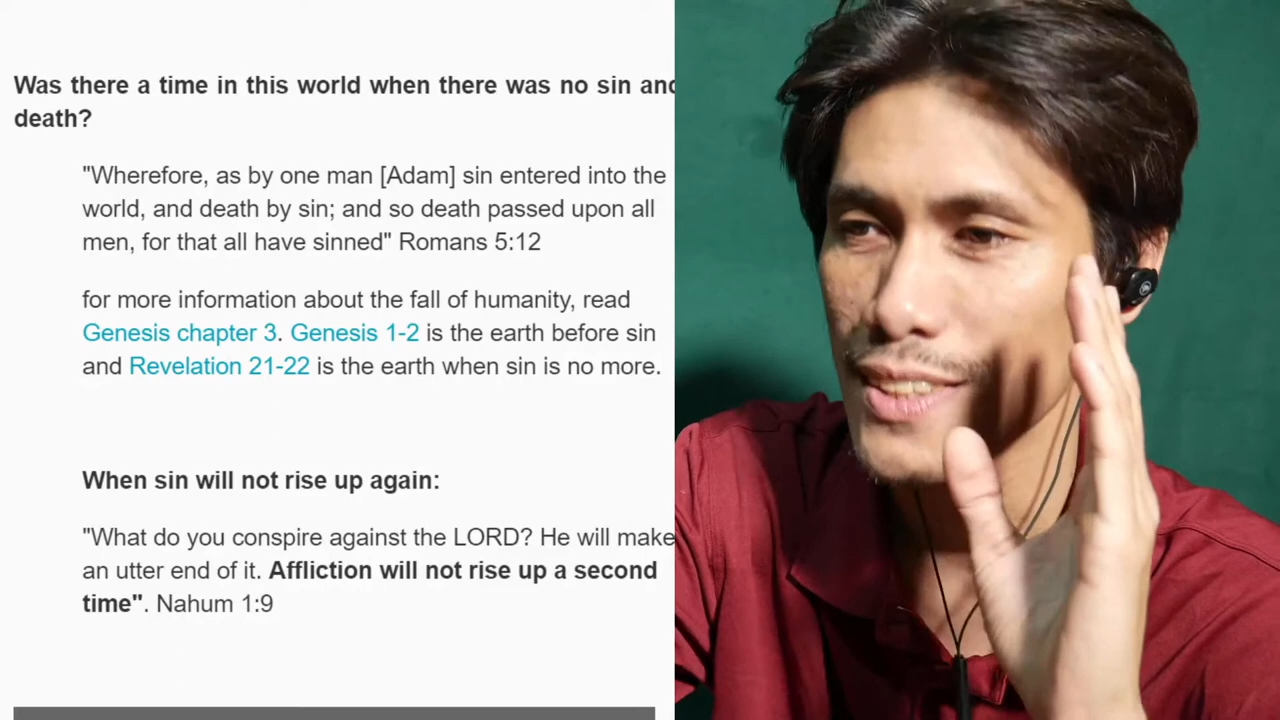 Was there a time in this world when there was no sin and
death?
"Wherefore, as by one man [Adam] sin entered into the
world, and death by sin; and so death passed upon all
men, for that all have sinned" Romans 5:12
for more information about the fall of humanity, read
Genesis chapter 3. Genesis 1-2 is the earth before sin
and Revelation 21-22 is the earth when sin is no more.
When sin will not rise up again:
"What do you conspire against the LORD? He will make
an utter end of it. Affliction will not rise up a second
time". Nahum 1:9